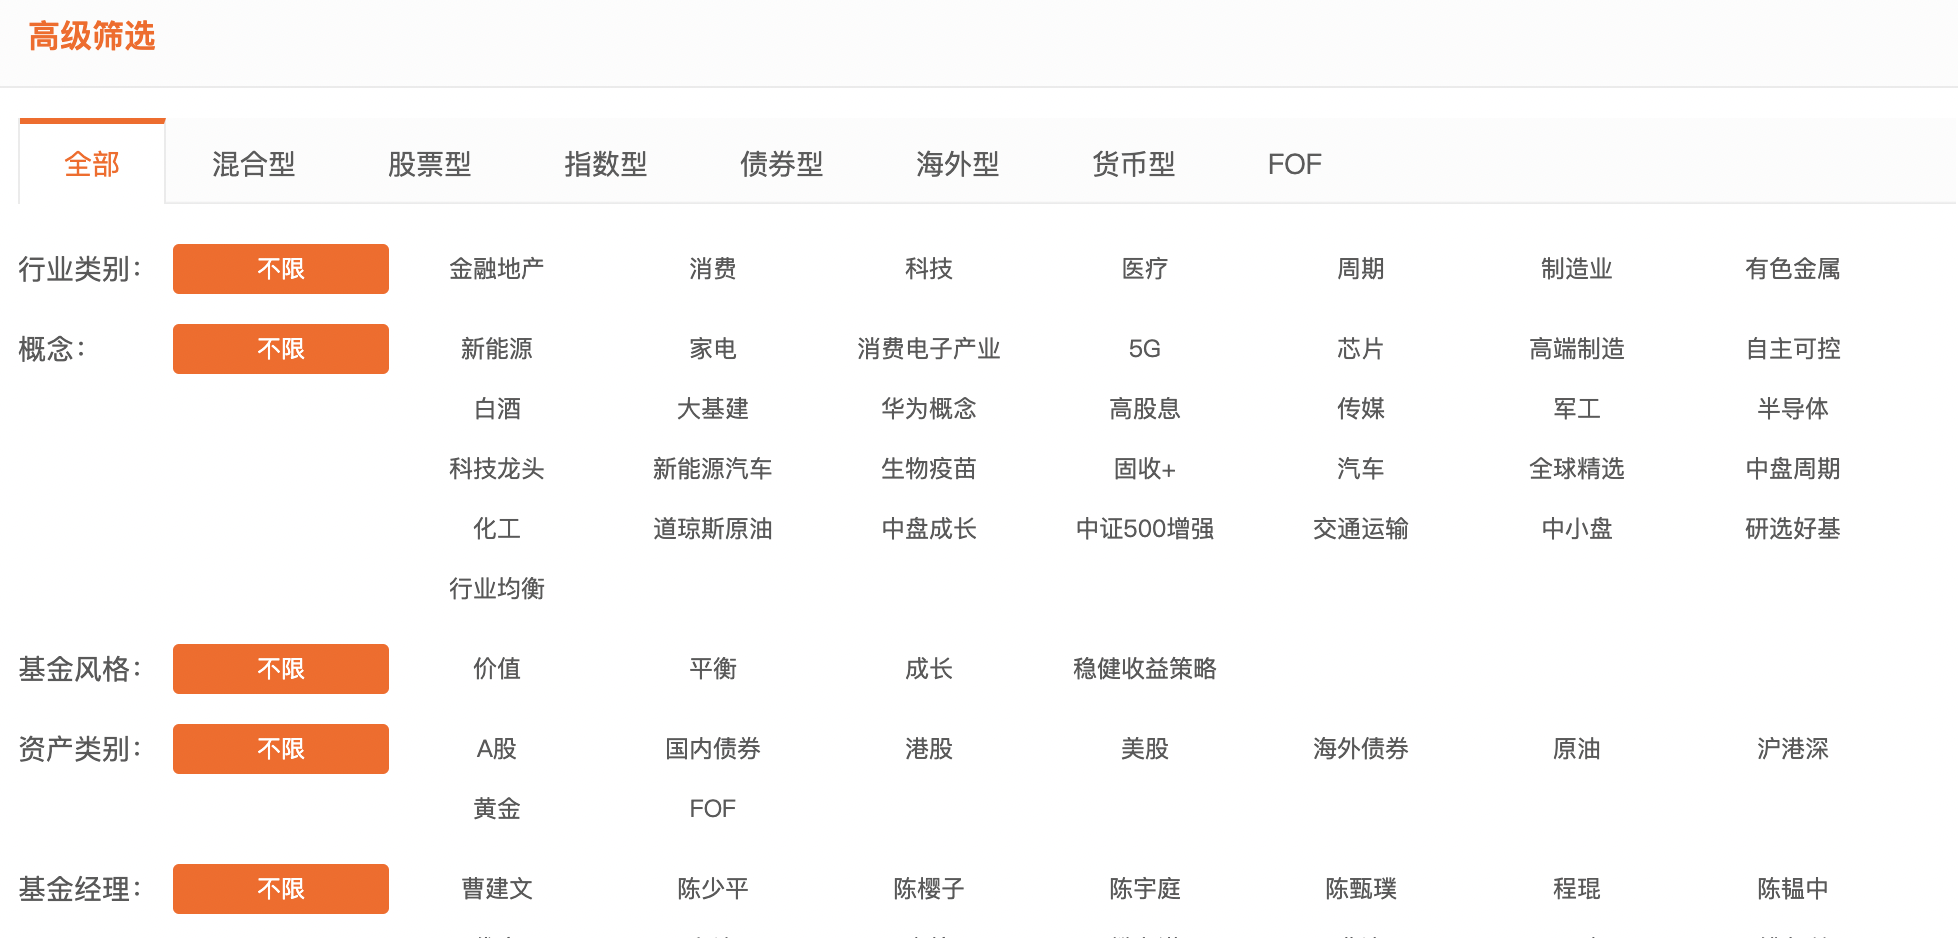 高级筛选
全部 混合型 股票型 指数型 债券型 海外型 货币型 FOF
行业类别： 不限 金融地产 消费 科技 医疗 周期 制造业 有色金属
概念： 不限 新能源 家电 消费电子产业 5G 芯片 高端制造 自主可控
白酒 大基建 华为概念 高股息 传媒 军工 半导体
科技龙头 新能源汽车 生物疫苗 固收+ 汽车 全球精选 中盘周期
化工 道琼斯原油 中盘成长 中证500增强 交通运输 中小盘 研选好基
行业均衡
基金风格： 不限 价值 平衡 成长 稳健收益策略
资产类别： 不限 A股 国内债券 港股 美股 海外债券 原油 沪港深
黄金 FOF
基金经理： 不限 曹建文 陈少平 陈樱子 陈宇庭 陈甄璞 程琨 陈韫中